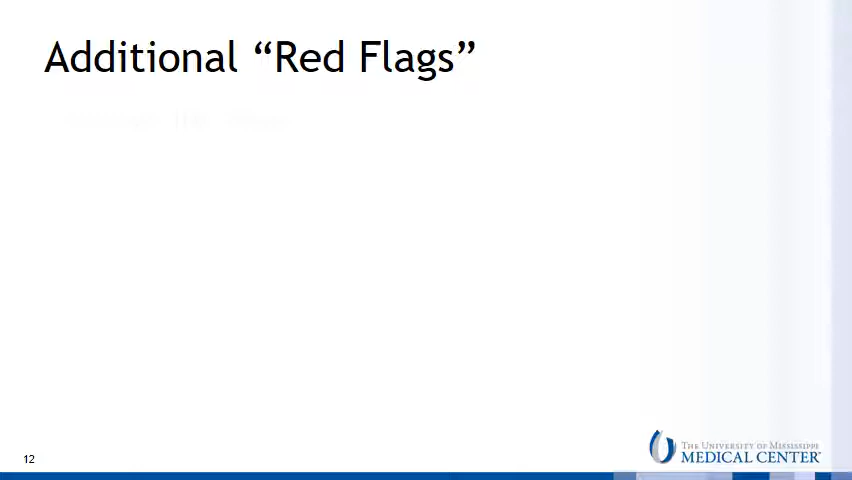 Additional “Red Flags”
12
THE UNIVERSITY OF MISSISSIPPI
MEDICAL CENTER